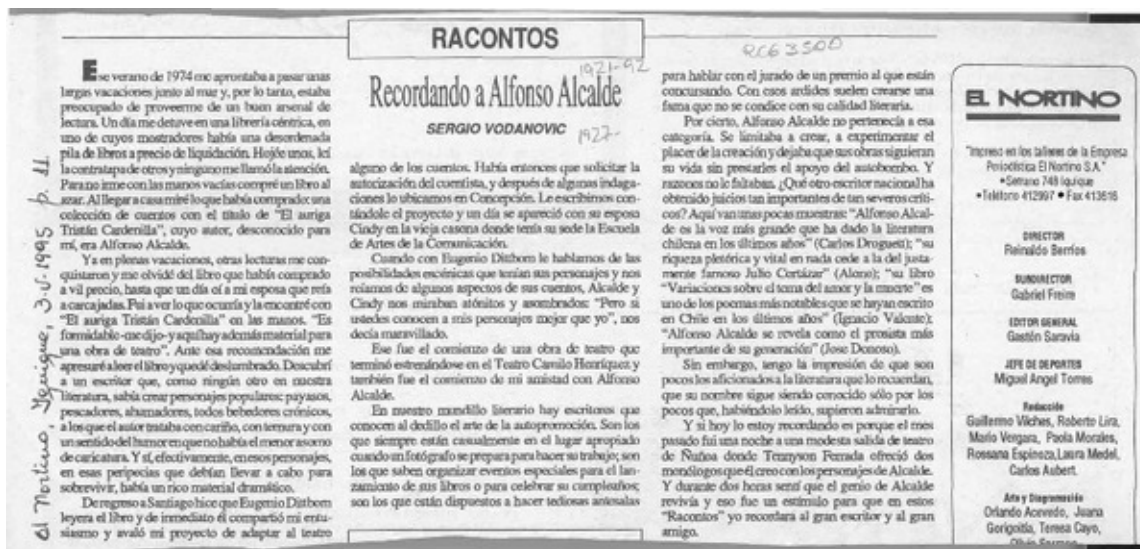 RACONTOS
RC63500
Recordando a Alfonso Alcalde
1921-92
SERGIO VODANOVIC
1927-
El Nortino, Iquique, 3-V-1995 p. 11
Ese verano de 1974 me aprontaba a pasar unas
largas vacaciones junto al mar y, por lo tanto, estaba
preocupado de proveerme de un buen arsenal de
lectura. Un día me detuve en una librería céntrica, en
uno de cuyos mostradores había una desordenada
pila de libros a precio de liquidación. Hojeé unos, leí
la contratapa de otros y ninguno me llamó la atención.
Para no irme con las manos vacías compré un libro al
azar. Al llegar a casa miré lo que había comprado: una
colección de cuentos con el título de "El auriga
Tristán Cardenilla", cuyo autor, desconocido para
mí, era Alfonso Alcalde.
Ya en plenas vacaciones, otras lecturas me con-
quistaron y me olvidé del libro que había comprado
a vil precio, hasta que un día oí a mi esposa que reía
a carcajadas. Fui a ver lo que ocurría y la encontré con
"El auriga Tristán Cardenilla" en las manos. "Es
formidable -me dijo- y aquí hay además material para
una obra de teatro". Ante esa recomendación me
apresuré a leer el libro y quedé deslumbrado. Descubrí
a un escritor que, como ningún otro en nuestra
literatura, sabía crear personajes populares: payasos,
pescadores, ahumadores, todos bebedores crónicos,
a los que el autor trataba con cariño, con ternura y con
un sentido del humor en que no había el menor asomo
de caricatura. Y sí, efectivamente, en esos personajes,
en esas peripecias que debían llevar a cabo para
sobrevivir, había un rico material dramático.
De regreso a Santiago hice que Eugenio Dittborn
leyera el libro y de inmediato él compartió mi entu-
siasmo y avaló mi proyecto de adaptar al teatro
alguno de los cuentos. Había entonces que solicitar la
autorización del cuentista, y después de algunas indaga-
ciones lo ubicamos en Concepción. Le escribimos con-
tándole el proyecto y un día se apareció con su esposa
Cindy en la vieja casona donde tenía su sede la Escuela
de Artes de la Comunicación.
Cuando con Eugenio Dittborn le hablamos de las
posibilidades escénicas que tenían sus personajes y nos
reíamos de algunos aspectos de sus cuentos, Alcalde y
Cindy nos miraban atónitos y asombrados: "Pero si
ustedes conocen a mis personajes mejor que yo", nos
decía maravillado.
Ese fue el comienzo de una obra de teatro que
terminó estrenándose en el Teatro Camilo Henríquez y
también fue el comienzo de mi amistad con Alfonso
Alcalde.
En nuestro mundillo literario hay escritores que
conocen al dedillo el arte de la autopromoción. Son los
que siempre están casualmente en el lugar apropiado
cuando un fotógrafo se prepara para hacer su trabajo; son
los que saben organizar eventos especiales para el lan-
zamiento de sus libros o para celebrar su cumpleaños;
son los que están dispuestos a hacer tediosas antesalas
para hablar con el jurado de un premio al que están
concursando. Con esos ardides suelen crearse una
fama que no se condice con su calidad literaria.
Por cierto, Alfonso Alcalde no pertenecía a esa
categoría. Se limitaba a crear, a experimentar el
placer de la creación y dejaba que sus obras siguieran
su vida sin prestarles el apoyo del autobombo. Y
razones no le faltaban. ¿Qué otro escritor nacional ha
obtenido juicios tan importantes de tan severos críti-
cos? Aquí van unas pocas muestras: "Alfonso Alcal-
de es la voz más grande que ha dado la literatura
chilena en los últimos años" (Carlos Droguett); "su
riqueza pletórica y vital en nada cede a la del justa-
mente famoso Julio Cortázar" (Alone); "su libro
"Variaciones sobre el tema del amor y la muerte" es
uno de los poemas más notables que se hayan escrito
en Chile en los últimos años" (Ignacio Valente);
"Alfonso Alcalde se revela como el prosista más
importante de su generación" (Jose Donoso).
Sin embargo, tengo la impresión de que son
pocos los aficionados a la literatura que lo recuerdan,
que su nombre sigue siendo conocido sólo por los
pocos que, habiéndolo leído, supieron admirarlo.
Y si hoy lo estoy recordando es porque el mes
pasado fui una noche a una modesta salida de teatro
de Ñuñoa donde Tennyson Ferrada ofreció dos
monólogos que él creo con los personajes de Alcalde.
Y durante dos horas sentí que el genio de Alcalde
revivía y eso fue un estímulo para que en estos
"Racontos" yo recordara al gran escritor y al gran
amigo.
EL NORTINO
"Impreso en los talleres de la Empresa
Periodística El Nortino S.A."
•Serrano 748 Iquique
•Teléfono 412997 • Fax 413616
DIRECTOR
Reinaldo Berríos
SUBDIRECTOR
Gabriel Freire
EDITOR GENERAL
Gastón Saravia
JEFE DE DEPORTES
Miguel Angel Torres
Redacción
Guillermo Vilches, Roberto Lira,
Mario Vergara, Paola Morales,
Rossana Espinoza, Laura Medel,
Carlos Aubert.
Arte y Diagramación
Orlando Acevedo, Juana
Gorigoitía, Teresa Cayo,